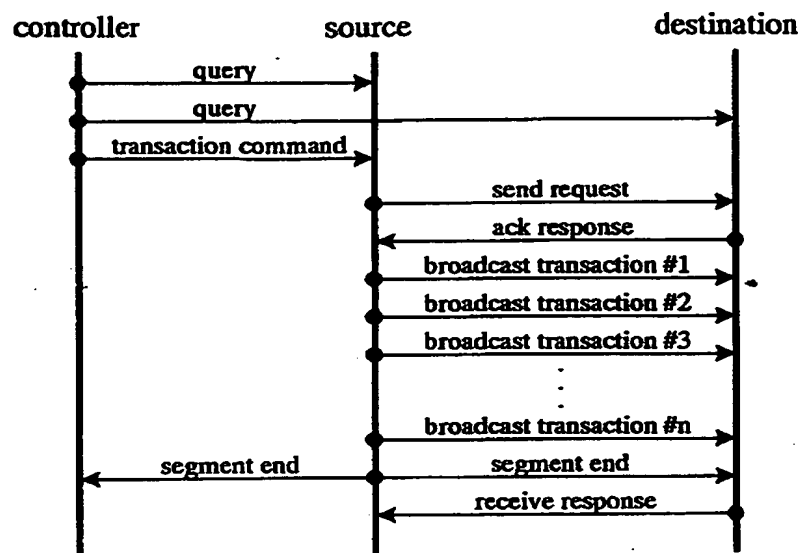 controller source destination
query
query
transaction command
send request
ack response
broadcast transaction #1
broadcast transaction #2
broadcast transaction #3
broadcast transaction #n
segment end segment end
receive response